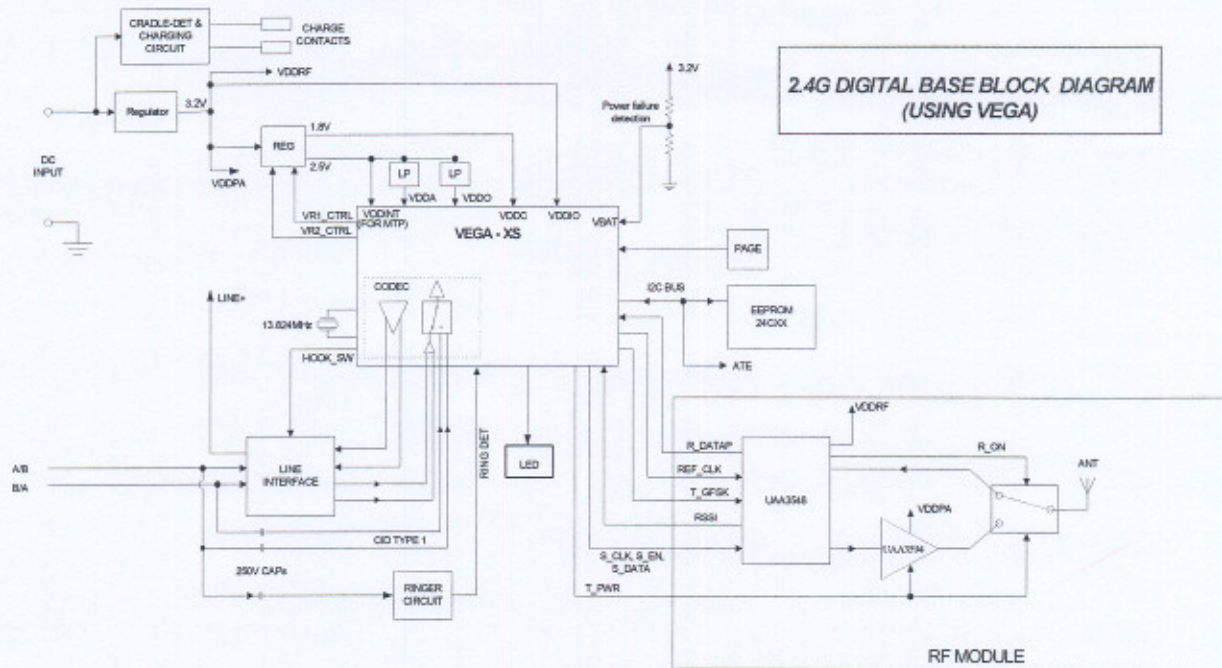 CRADLE-DET &
CHARGING
CIRCUIT
CHARGE
CONTACTS
2.4G DIGITAL BASE BLOCK DIAGRAM
(USING VEGA)
VDDRF
3.2V
3.2V
Regulator
Power failure
detection
DC
INPUT
REG
1.8V
2.5V
LP
LP
VDDPA
VDDA
VDDO
VR1_CTRL
VR2_CTRL
VDDINT
(FOR MTP)
VDDC
VDDIO
VBAT
VEGA - XS
PAGE
CODEC
I2C BUS
EEPROM
24CXX
LINE+
13.824MHz
HOOK_SW
ATE
VDDRF
R_DATAP
R_ON
ANT
A/B
B/A
LINE
INTERFACE
RING DET
LED
REF_CLK
T_GFSK
UAA3548
RSSI
VDDPA
UAA3594
CID TYPE 1
S_CLK, S_EN,
S_DATA
250V CAPs
RINGER
CIRCUIT
T_PWR
RF MODULE